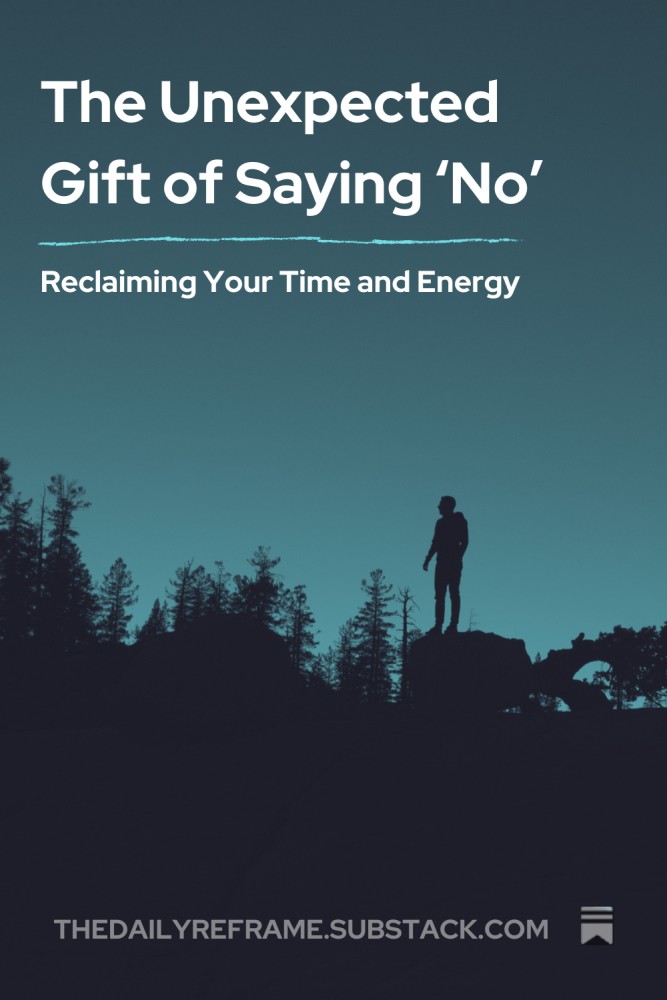 The Unexpected
Gift of Saying ‘No’
Reclaiming Your Time and Energy
THEDAILYREFRAME.SUBSTACK.COM